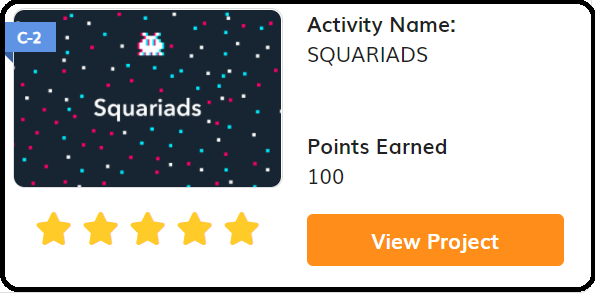 C-2
Squariads
Activity Name:
SQUARIADS
Points Earned
100
View Project